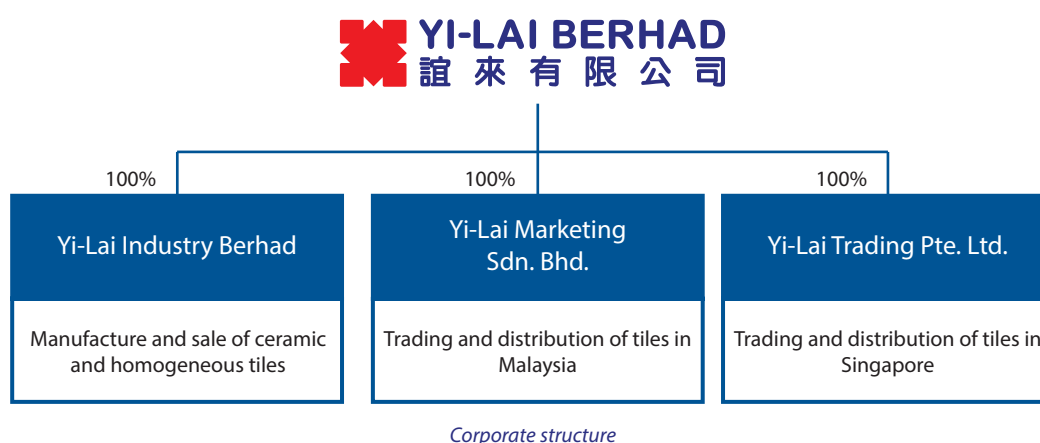 YI-LAI BERHAD
誼來有限公司
100%
100%
100%
Yi-Lai Industry Berhad
Yi-Lai Marketing
Sdn. Bhd.
Yi-Lai Trading Pte. Ltd.
Manufacture and sale of ceramic
and homogeneous tiles
Trading and distribution of tiles in
Malaysia
Trading and distribution of tiles in
Singapore
Corporate structure